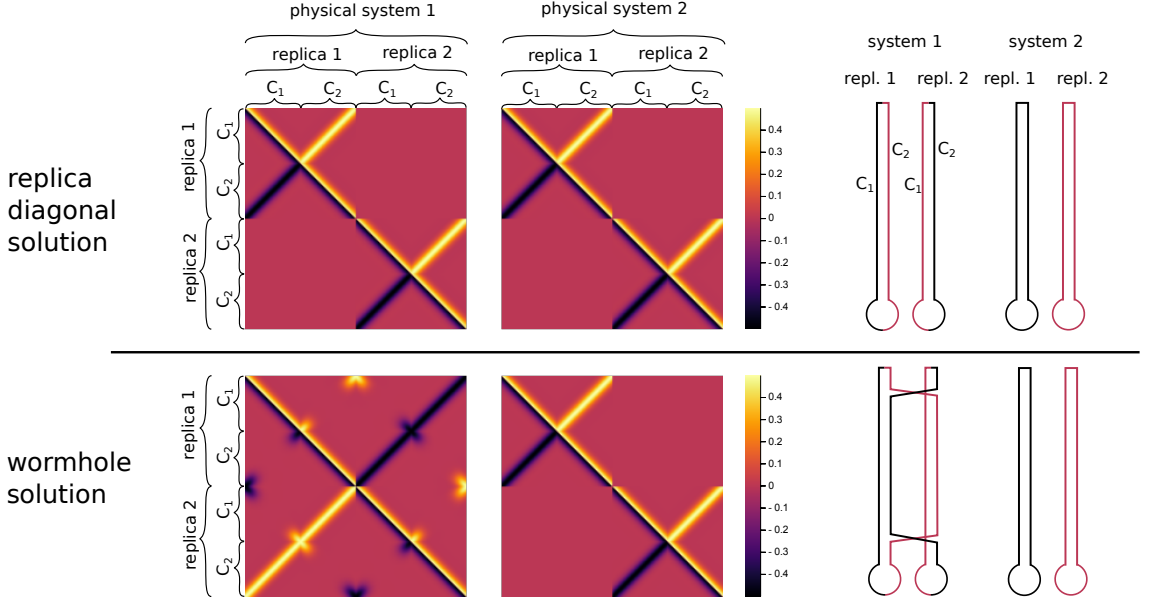 physical system 1
physical system 2
replica 1
replica 2
replica 1
replica 2
C1
C2
C1
C2
C1
C2
C1
C2
replica diagonal solution
replica 1
replica 2
C1
C2
C1
C2
0.4
0.3
0.2
0.1
0
- 0.1
- 0.2
- 0.3
- 0.4
system 1
system 2
repl. 1
repl. 2
repl. 1
repl. 2
C1
C2
C1
C2
wormhole solution
replica 1
replica 2
C1
C2
C1
C2
0.4
0.3
0.2
0.1
0
- 0.1
- 0.2
- 0.3
- 0.4